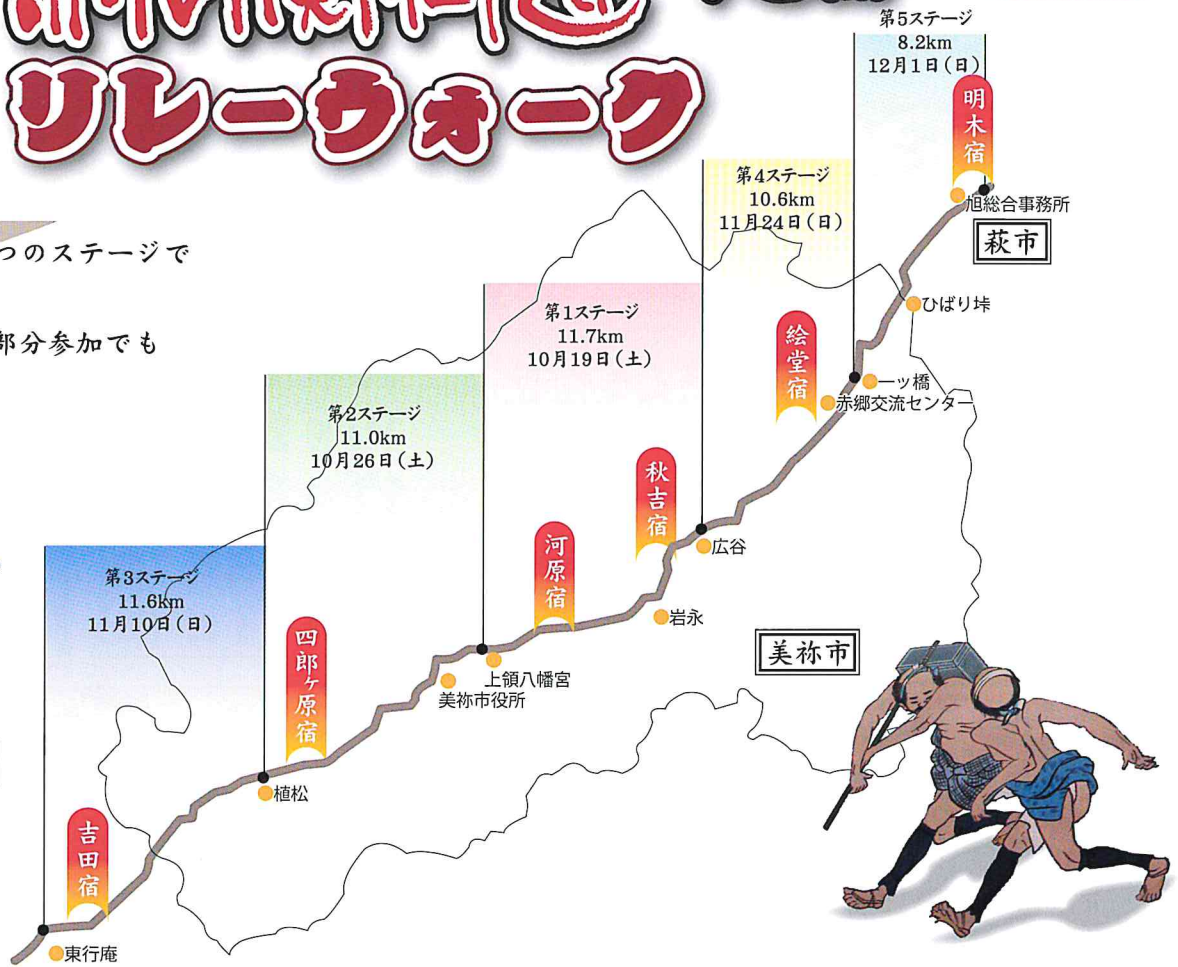 リレーウォーク
つのステージで
部分参加でも
第5ステージ
8.2km
12月1日(日)
明木宿
旭総合事務所
萩市
第4ステージ
10.6km
11月24日(日)
ひばり峠
第1ステージ
11.7km
10月19日(土)
絵堂宿
一ッ橋
赤郷交流センター
第2ステージ
11.0km
10月26日(土)
秋吉宿
広谷
河原宿
岩永
第3ステージ
11.6km
11月10日(日)
四郎ヶ原宿
上領八幡宮
美祢市役所
美祢市
植松
吉田宿
東行庵